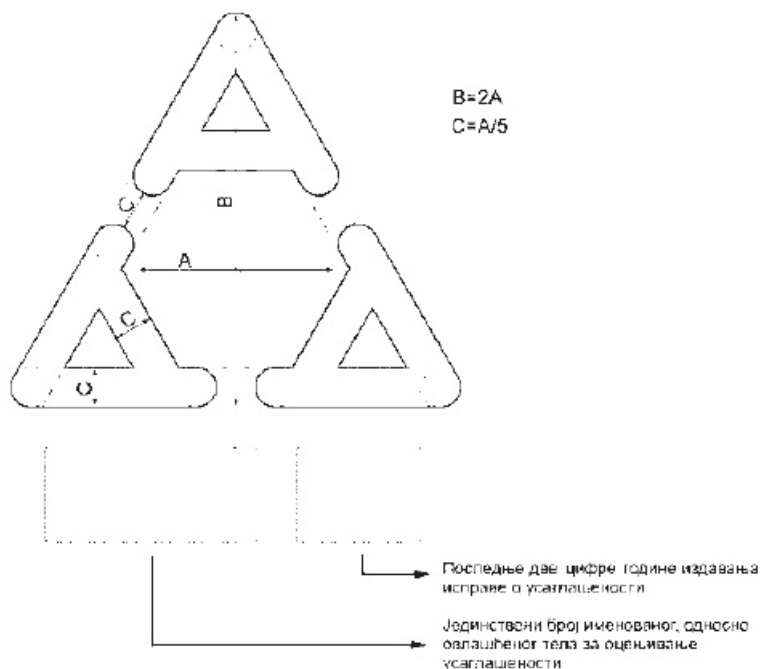 B=2A
C=A/5
C
B
A
C
C
Последње две цифре године издавања
исправе о усаглашености
Јединствени број именованог, односно
овлашћеног тела за оцењивање
усаглашености